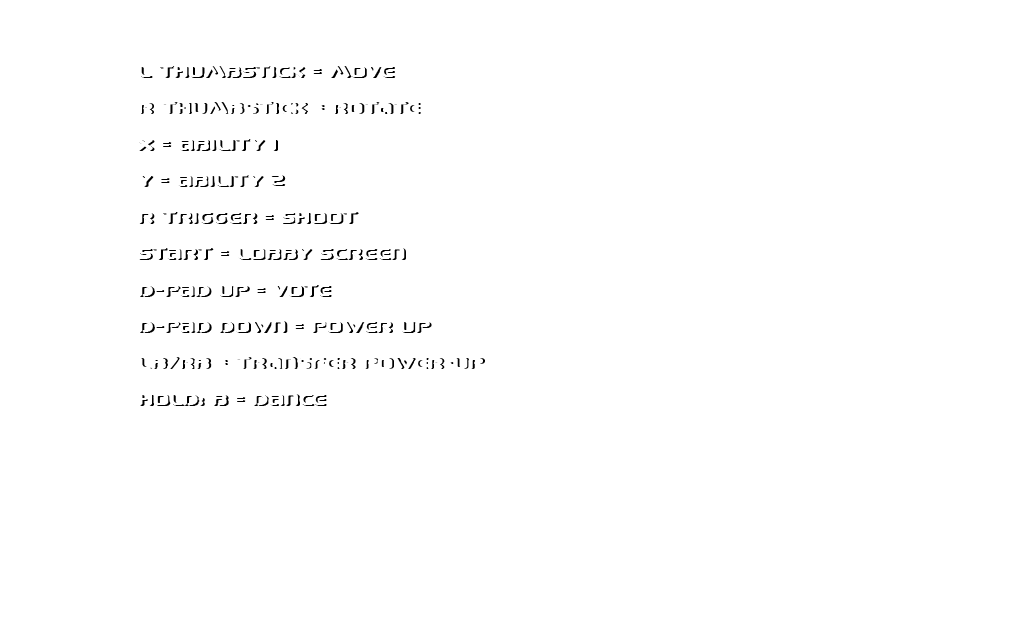 L THUMBSTICK = MOVE
R THUMBSTICK = ROTATE
X = ABILITY 1
Y = ABILITY 2
R TRIGGER = SHOOT
START = LOBBY SCREEN
D-PAD UP = VOTE
D-PAD DOWN = POWER UP
LB/RB = TRANSFER POWER-UP
HOLD: B = DANCE